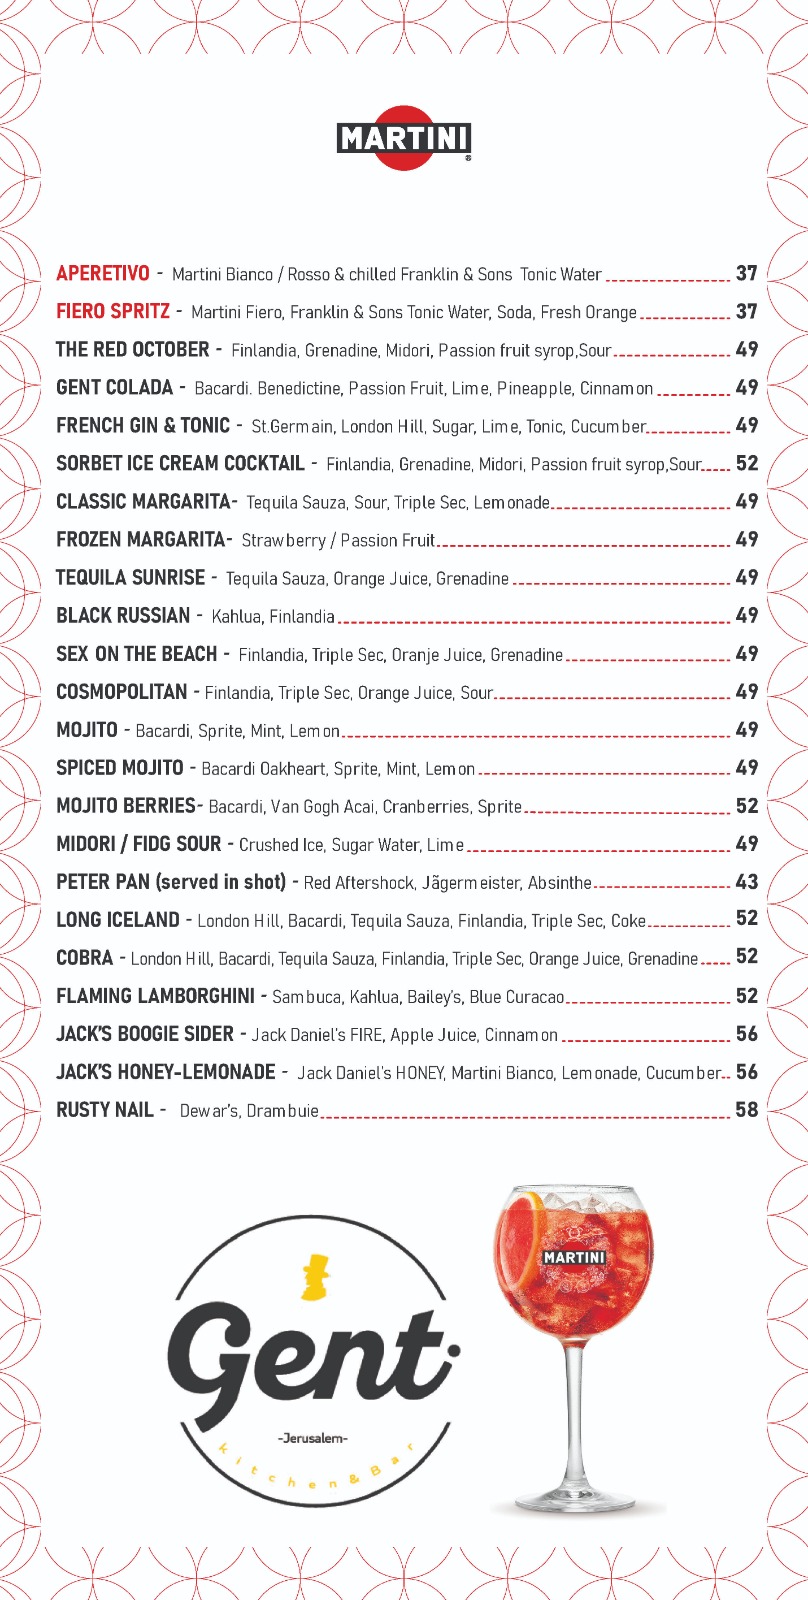 MARTINI
®
APERETIVO - Martini Bianco / Rosso & chilled Franklin & Sons Tonic Water 37
FIERO SPRITZ - Martini Fiero, Franklin & Sons Tonic Water, Soda, Fresh Orange 37
THE RED OCTOBER - Finlandia, Grenadine, Midori, Passion fruit syrop,Sour 49
GENT COLADA - Bacardi. Benedictine, Passion Fruit, Lime, Pineapple, Cinnamon 49
FRENCH GIN & TONIC - St.Germain, London Hill, Sugar, Lime, Tonic, Cucumber 49
SORBET ICE CREAM COCKTAIL - Finlandia, Grenadine, Midori, Passion fruit syrop,Sour 52
CLASSIC MARGARITA- Tequila Sauza, Sour, Triple Sec, Lemonade 49
FROZEN MARGARITA- Strawberry / Passion Fruit 49
TEQUILA SUNRISE - Tequila Sauza, Orange Juice, Grenadine 49
BLACK RUSSIAN - Kahlua, Finlandia 49
SEX ON THE BEACH - Finlandia, Triple Sec, Oranje Juice, Grenadine 49
COSMOPOLITAN - Finlandia, Triple Sec, Orange Juice, Sour 49
MOJITO - Bacardi, Sprite, Mint, Lemon 49
SPICED MOJITO - Bacardi Oakheart, Sprite, Mint, Lemon 49
MOJITO BERRIES- Bacardi, Van Gogh Acai, Cranberries, Sprite 52
MIDORI / FIDG SOUR - Crushed Ice, Sugar Water, Lime 49
PETER PAN (served in shot) - Red Aftershock, Jãgermeister, Absinthe 43
LONG ICELAND - London Hill, Bacardi, Tequila Sauza, Finlandia, Triple Sec, Coke 52
COBRA - London Hill, Bacardi, Tequila Sauza, Finlandia, Triple Sec, Orange Juice, Grenadine 52
FLAMING LAMBORGHINI - Sambuca, Kahlua, Bailey's, Blue Curacao 52
JACK'S BOOGIE SIDER - Jack Daniel's FIRE, Apple Juice, Cinnamon 56
JACK'S HONEY-LEMONADE - Jack Daniel's HONEY, Martini Bianco, Lemonade, Cucumber 56
RUSTY NAIL - Dewar's, Drambuie 58
MARTINI
Gent.
-Jerusalem-
kitchen & Bar